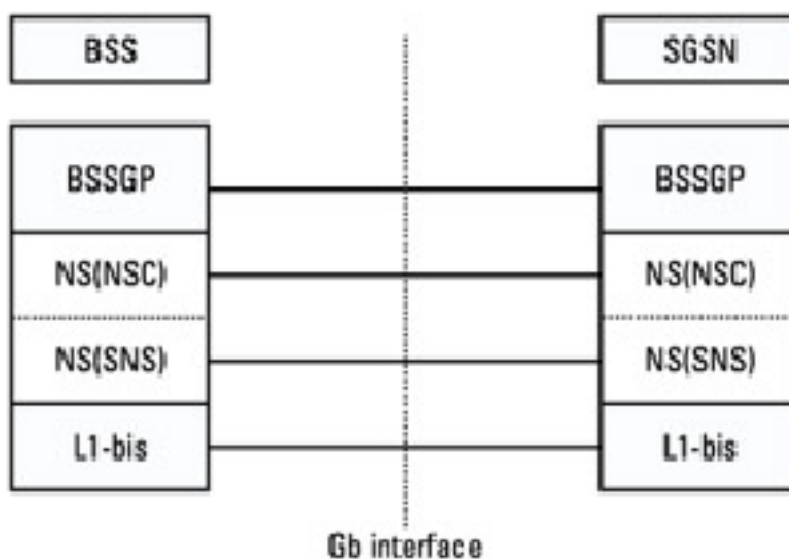 BSS
SGSN
BSSGP
BSSGP
NS(NSC)
NS(NSC)
NS(SNS)
NS(SNS)
L1-bis
L1-bis
Gb interface